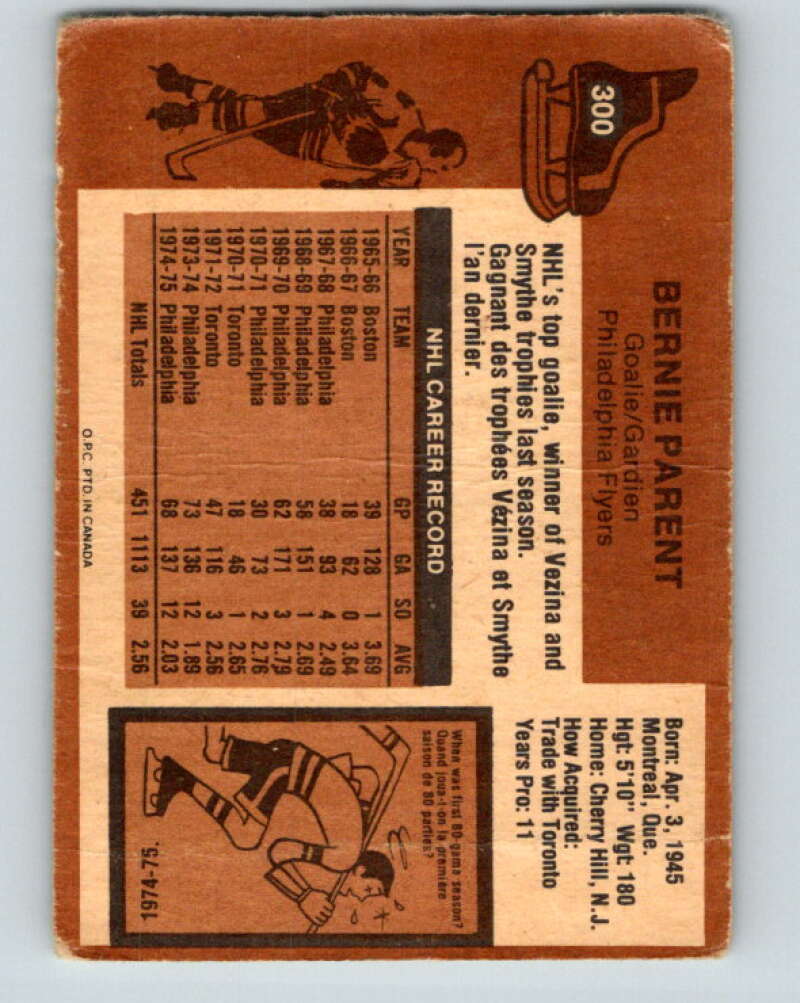 300
BERNIE PARENT
Goalie/Gardien
Philadelphia Flyers
Born: Apr. 3, 1945
Montreal, Que.
Hgt: 5'10" Wgt: 180
Home: Cherry Hill, N.J.
How Acquired:
Trade with Toronto
Years Pro: 11
NHL's top goalie, winner of Vezina and
Smythe trophies last season.
Gagnant des trophées Vézina et Smythe
l'an dernier.
NHL CAREER RECORD
YEAR TEAM GP GA SO AVG
1965-66 Boston 39 128 1 3.69
1966-67 Boston 18 62 0 3.64
1967-68 Philadelphia 38 93 4 2.49
1968-69 Philadelphia 58 151 1 2.69
1969-70 Philadelphia 62 171 3 2.79
1970-71 Philadelphia 30 73 2 2.76
1970-71 Toronto 18 46 1 2.65
1971-72 Toronto 47 116 3 2.56
1973-74 Philadelphia 73 136 12 1.89
1974-75 Philadelphia 68 137 12 2.03
NHL Totals 451 1113 39 2.56
When was first 80-game season?
Quand joua-t-on la première
saison de 80 parties?
1974-75.
O.P.C. PTD. IN CANADA